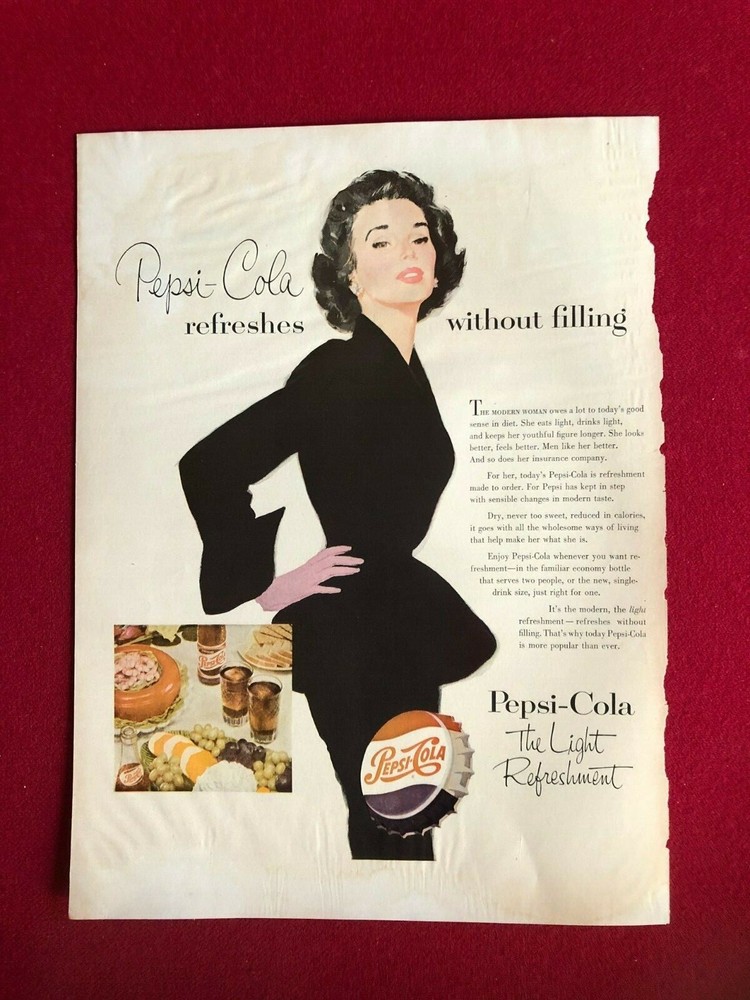 Pepsi-Cola
refreshes without filling
THE MODERN WOMAN owes a lot to today's good
sense in diet. She eats light, drinks light,
and keeps her youthful figure longer. She looks
better, feels better. Men like her better.
And so does her insurance company.
For her, today's Pepsi-Cola is refreshment
made to order. For Pepsi has kept in step
with sensible changes in modern taste.
Dry, never too sweet, reduced in calories,
it goes with all the wholesome ways of living
that help make her what she is.
Enjoy Pepsi-Cola whenever you want re-
freshment—in the familiar economy bottle
that serves two people, or the new, single-
drink size, just right for one.
It's the modern, the light
refreshment—refreshes without
filling. That's why today Pepsi-Cola
is more popular than ever.
Pepsi-Cola
PEPSI-COLA
Pepsi-Cola
The Light
Refreshment